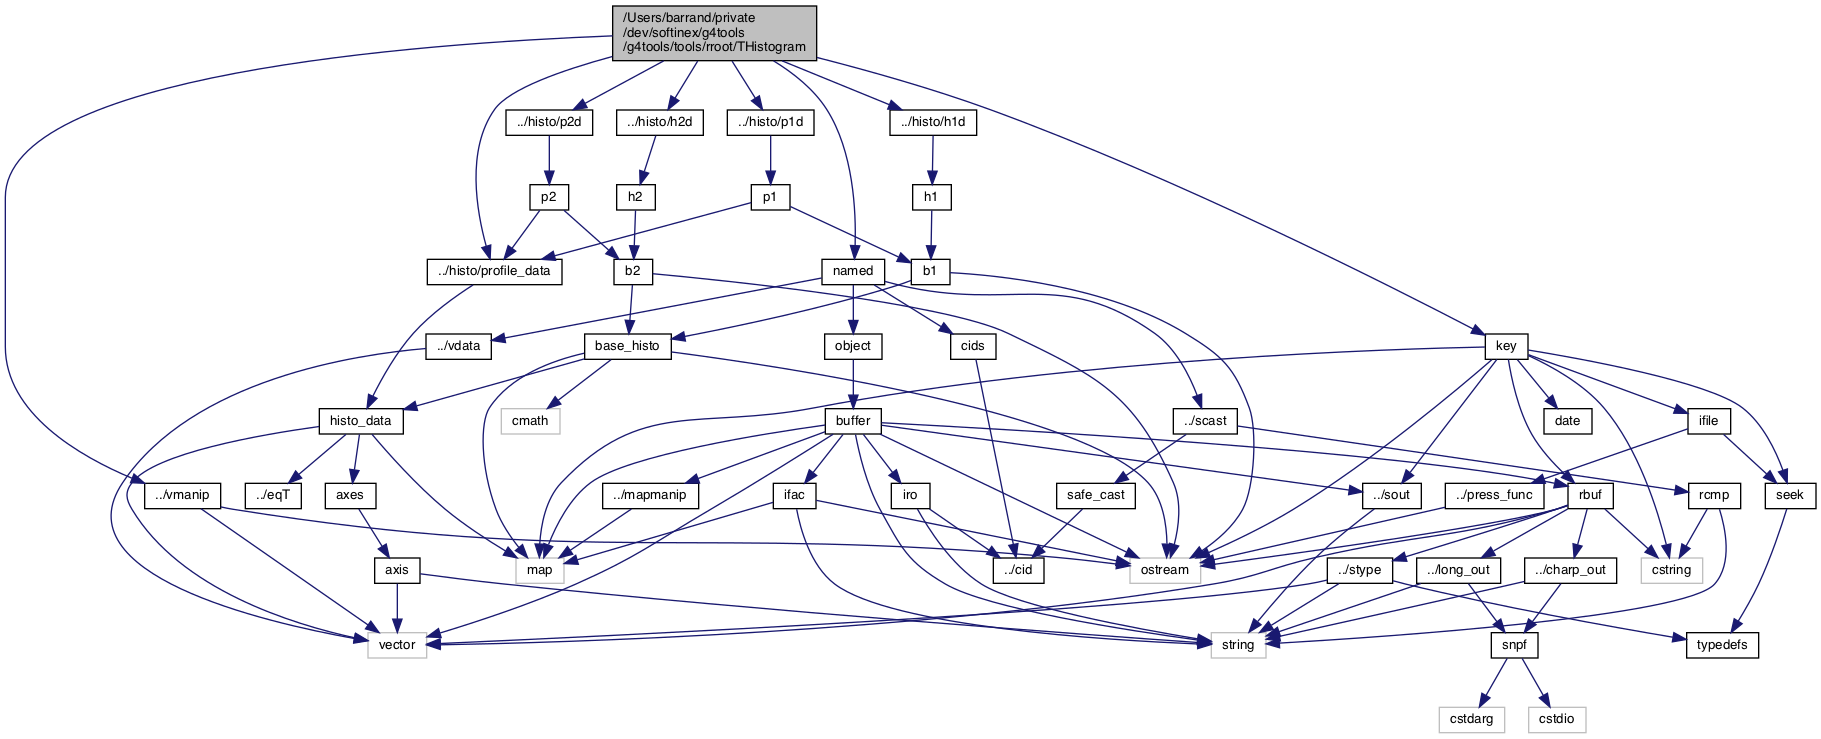 /Users/barrand/private
/dev/softinex/g4tools
/g4tools/tools/rroot/THistogram
../histo/p2d
../histo/h2d
../histo/p1d
../histo/h1d
p2
h2
p1
h1
../histo/profile_data
b2
named
b1
../vdata
base_histo
object
cids
key
histo_data
cmath
buffer
../scast
date
ifile
../vmanip
../eqT
axes
../mapmanip
ifac
iro
safe_cast
../sout
../press_func
rbuf
rcmp
seek
axis
map
../cid
ostream
../stype
../long_out
../charp_out
cstring
vector
string
snpf
typedefs
cstdarg
cstdio